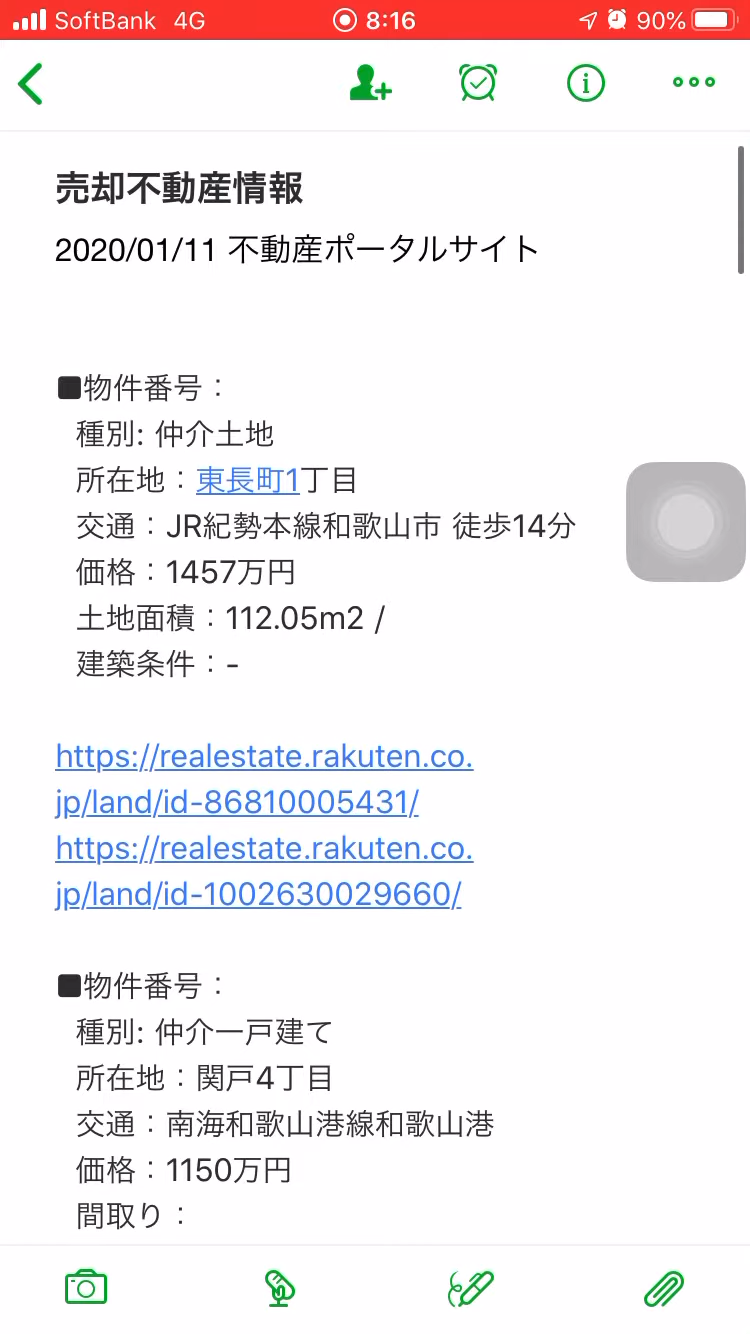 SoftBank 4G 8:16 90%
売却不動産情報
2020/01/11 不動産ポータルサイト
■物件番号：
種別: 仲介土地
所在地：東長町1丁目
交通：JR紀勢本線和歌山市 徒歩14分
価格：1457万円
土地面積：112.05m2 /
建築条件：-
https://realestate.rakuten.co.
jp/land/id-86810005431/
https://realestate.rakuten.co.
jp/land/id-1002630029660/
■物件番号：
種別: 仲介一戸建て
所在地：関戸4丁目
交通：南海和歌山港線和歌山港
価格：1150万円
間取り：